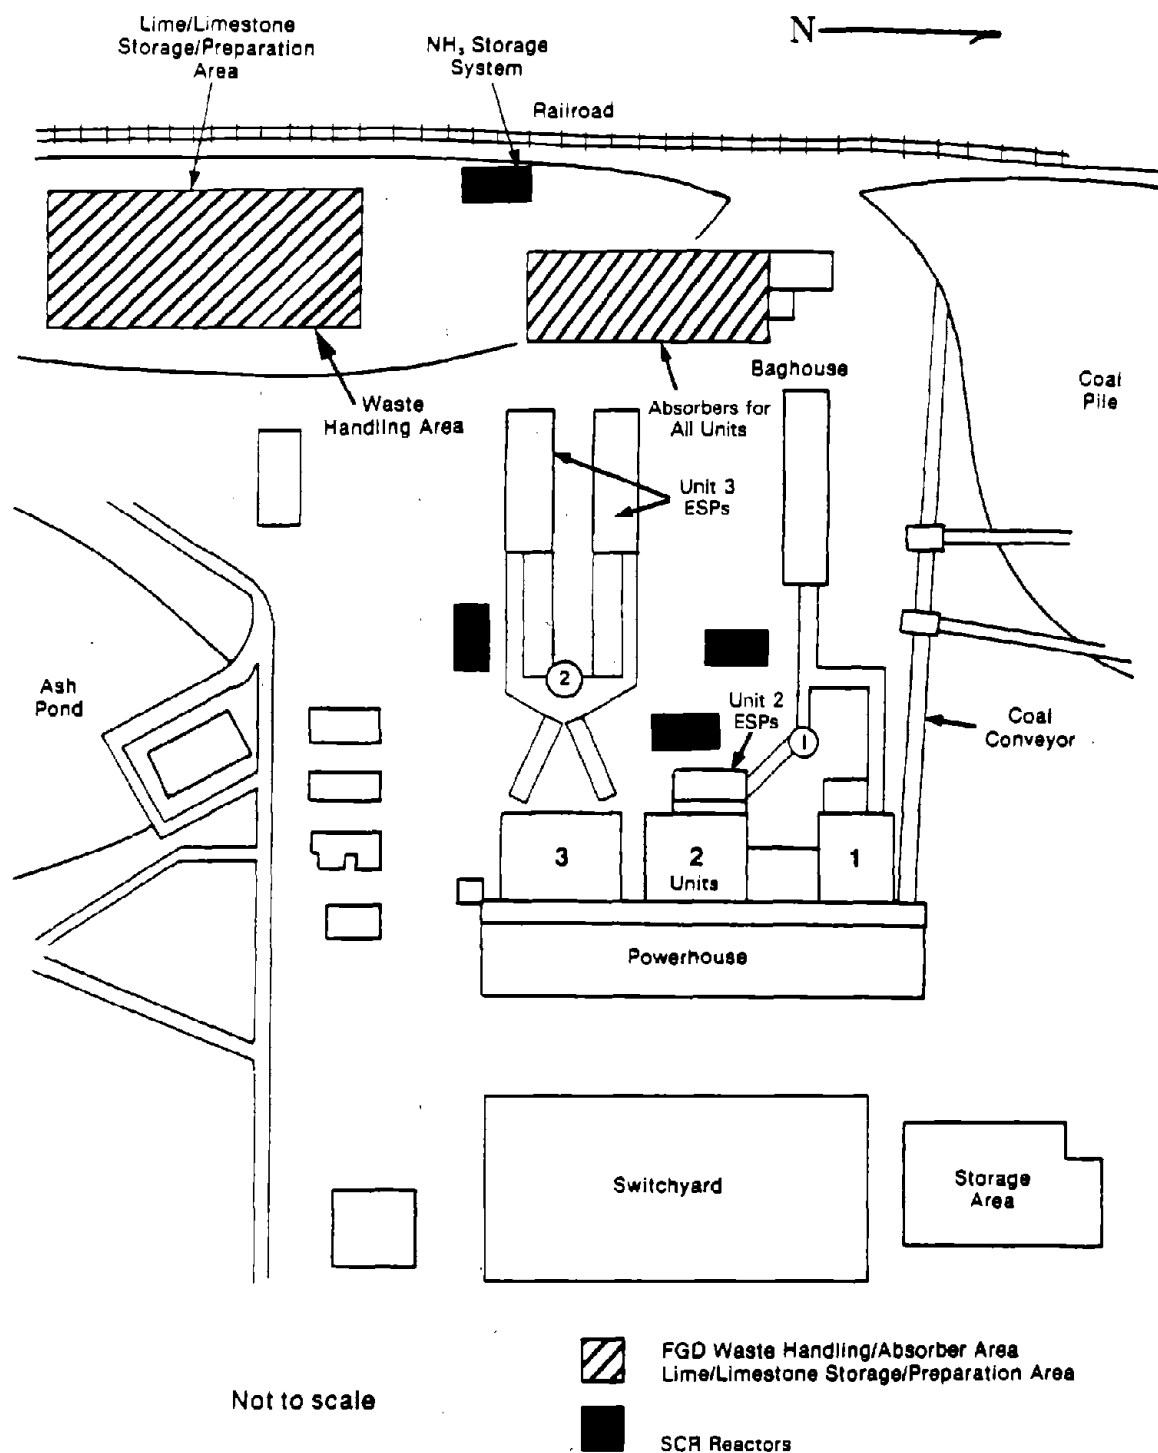 Lime/Limestone
Storage/Preparation
Area
NH₃ Storage
System
N
Railroad
Waste
Handling Area
Absorbers for
All Units
Baghouse
Coal
Pile
Unit 3
ESPs
Ash
Pond
2
Unit 2
ESPs
1
Coal
Conveyor
3
2
Units
1
Powerhouse
Switchyard
Storage
Area
Not to scale
FGD Waste Handling/Absorber Area
Lime/Limestone Storage/Preparation Area
SCR Reactors